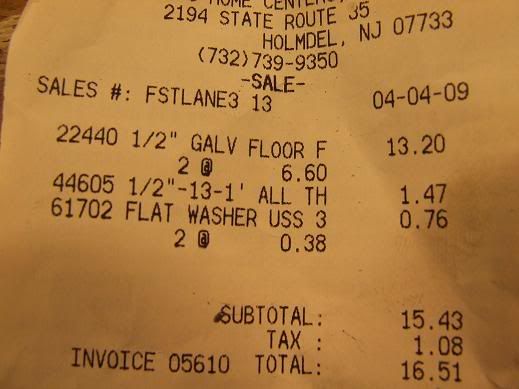 HOME CENTERS
2194 STATE ROUTE 35
HOLMDEL, NJ 07733
(732)739-9350
-SALE-
SALES #: FSTLANE3 13 04-04-09
22440 1/2" GALV FLOOR F 13.20
2 @ 6.60
44605 1/2"-13-1' ALL TH 1.47
61702 FLAT WASHER USS 3 0.76
2 @ 0.38
SUBTOTAL: 15.43
TAX : 1.08
INVOICE 05610 TOTAL: 16.51